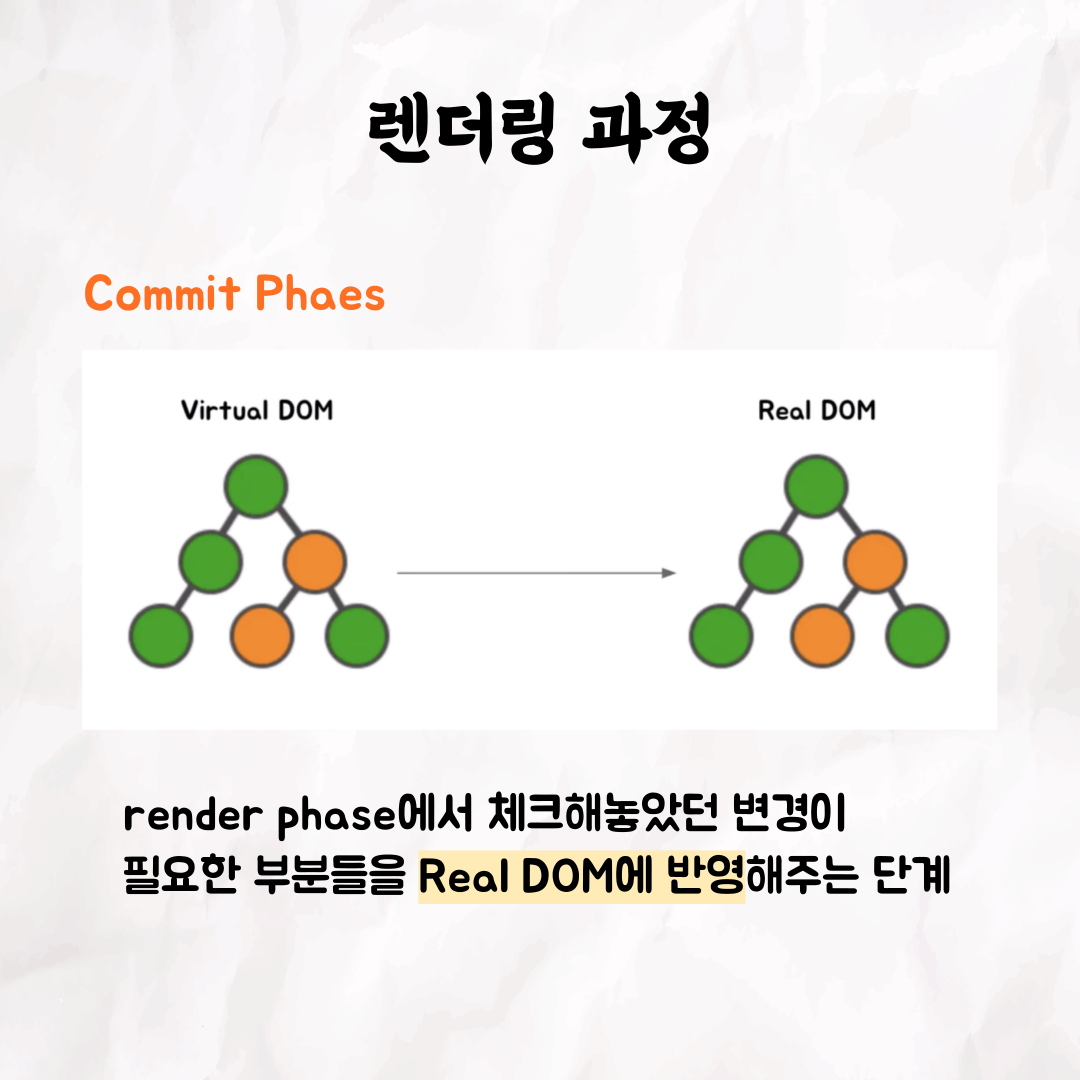 렌더링 과정
Commit Phaes
Virtual DOM
Real DOM
render phase에서 체크해놓았던 변경이
필요한 부분들을 Real DOM에 반영해주는 단계